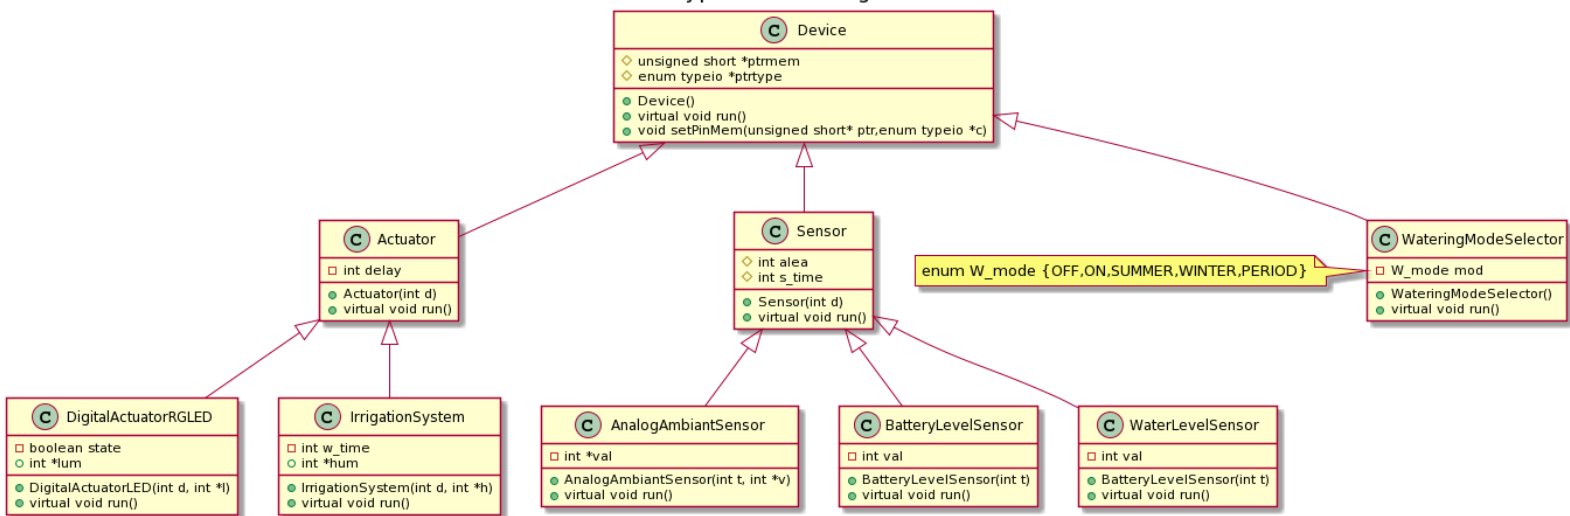 C Device
unsigned short *ptrmem
enum typeio *ptrtype
Device()
virtual void run()
void setPinMem(unsigned short* ptr,enum typeio *c)
C Actuator
int delay
Actuator(int d)
virtual void run()
C Sensor
int alea
int s_time
Sensor(int d)
virtual void run()
enum W_mode {OFF,ON,SUMMER,WINTER,PERIOD}
C WateringModeSelector
W_mode mod
WateringModeSelector()
virtual void run()
C DigitalActuatorRGLED
boolean state
int *lum
DigitalActuatorLED(int d, int *l)
virtual void run()
C IrrigationSystem
int w_time
int *hum
IrrigationSystem(int d, int *h)
virtual void run()
C AnalogAmbiantSensor
int *val
AnalogAmbiantSensor(int t, int *v)
virtual void run()
C BatteryLevelSensor
int val
BatteryLevelSensor(int t)
virtual void run()
C WaterLevelSensor
int val
BatteryLevelSensor(int t)
virtual void run()